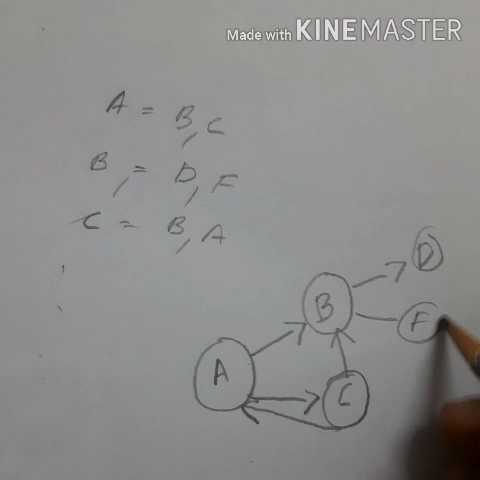 Made with KINEMASTER
A = B, C
B, = D, F
C = B, A
D
B
F
A
C